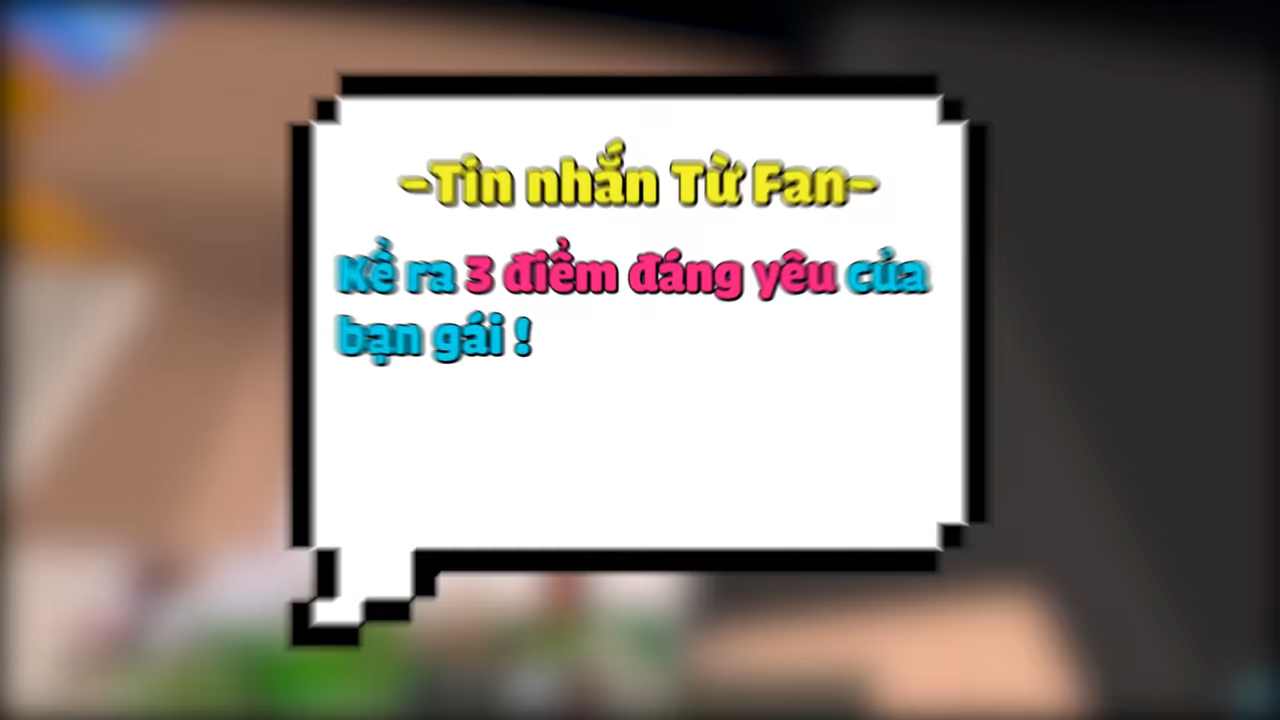 -Tin nhắn Từ Fan-
Kể ra 3 điểm đáng yêu của
bạn gái !